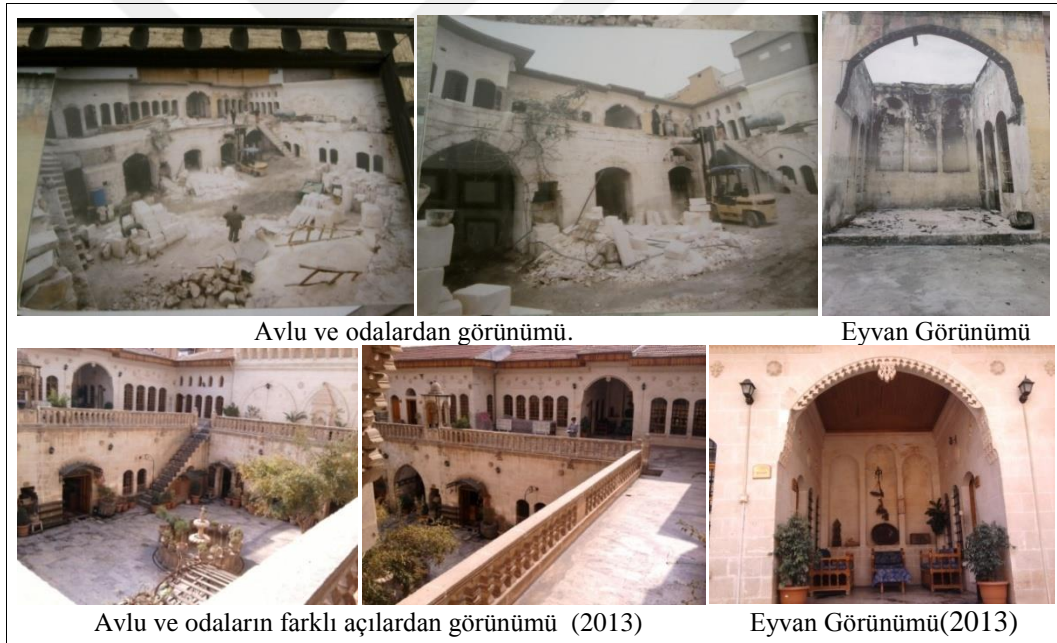 Avlu ve odalardan görünümü.
Eyvan Görünümü
Avlu ve odaların farklı açılardan görünümü (2013)
Eyvan Görünümü(2013)